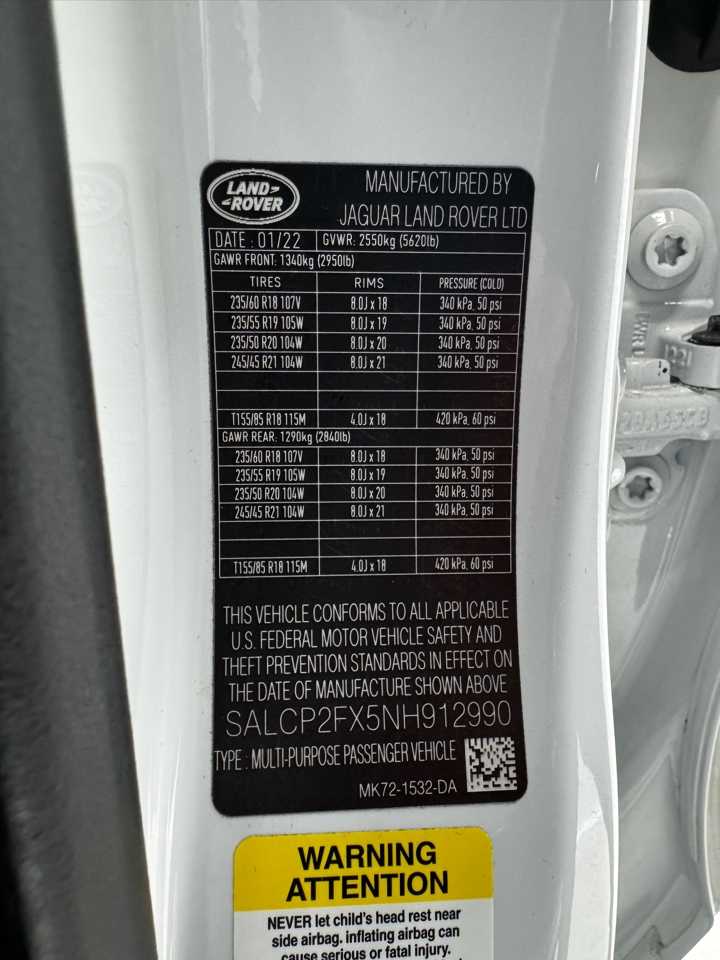 LAND-
-ROVER
MANUFACTURED BY
JAGUAR LAND ROVER LTD
DATE : 01/22 GVWR: 2550kg (5620lb)
GAWR FRONT: 1340kg (2950lb)
TIRES RIMS PRESSURE (COLD)
235/60 R18 107V 8.0J x 18 340 kPa, 50 psi
235/55 R19 105W 8.0J x 19 340 kPa, 50 psi
235/50 R20 104W 8.0J x 20 340 kPa, 50 psi
245/45 R21 104W 8.0J x 21 340 kPa, 50 psi
T155/85 R18 115M 4.0J x 18 420 kPa, 60 psi
GAWR REAR: 1290kg (2840lb)
235/60 R18 107V 8.0J x 18 340 kPa, 50 psi
235/55 R19 105W 8.0J x 19 340 kPa, 50 psi
235/50 R20 104W 8.0J x 20 340 kPa, 50 psi
245/45 R21 104W 8.0J x 21 340 kPa, 50 psi
T155/85 R18 115M 4.0J x 18 420 kPa, 60 psi
THIS VEHICLE CONFORMS TO ALL APPLICABLE
U.S. FEDERAL MOTOR VEHICLE SAFETY AND
THEFT PREVENTION STANDARDS IN EFFECT ON
THE DATE OF MANUFACTURE SHOWN ABOVE
SALCP2FX5NH912990
TYPE : MULTI-PURPOSE PASSENGER VEHICLE
MK72-1532-DA
WARNING
ATTENTION
NEVER let child's head rest near
side airbag. inflating airbag can
cause serious or fatal injury.